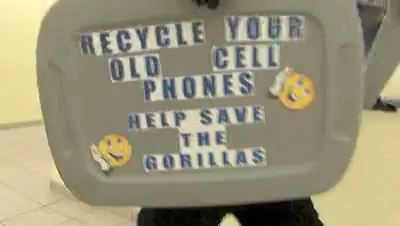 RECYCLE YOUR
OLD CELL
PHONES
HELP SAVE
THE
GORILLAS